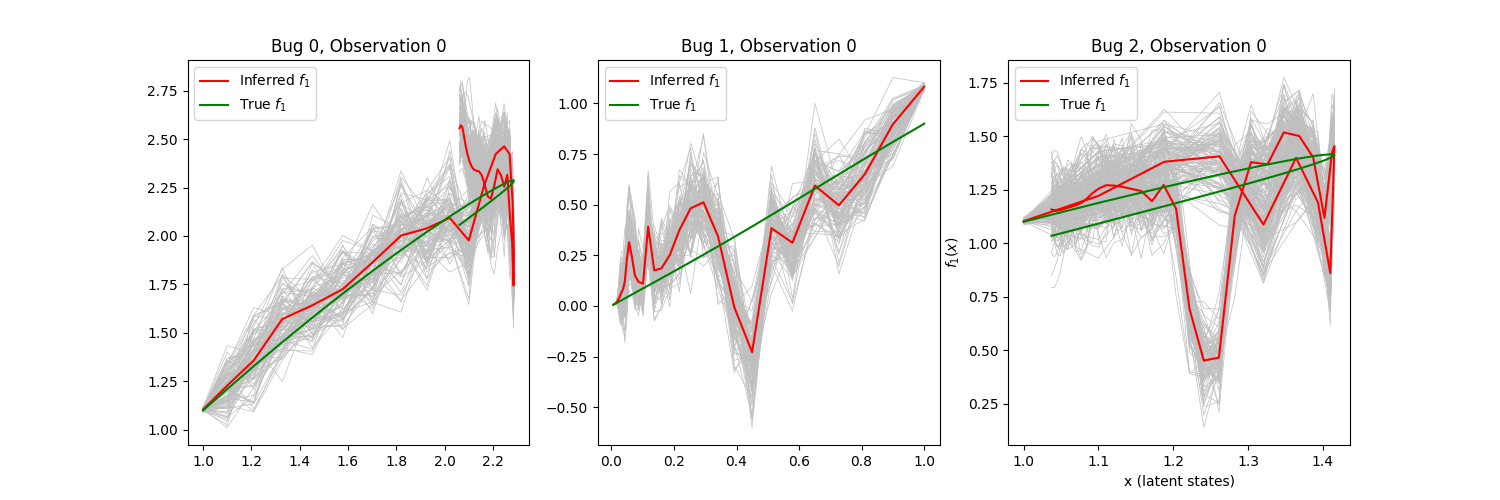 Bug 0, Observation 0
Inferred f₁
True f₁
2.75
2.50
2.25
2.00
1.75
1.50
1.25
1.00
1.0 1.2 1.4 1.6 1.8 2.0 2.2
Bug 1, Observation 0
Inferred f₁
True f₁
1.00
0.75
0.50
0.25
0.00
−0.25
−0.50
0.0 0.2 0.4 0.6 0.8 1.0
Bug 2, Observation 0
Inferred f₁
True f₁
f₁(x)
1.75
1.50
1.25
1.00
0.75
0.50
0.25
1.0 1.1 1.2 1.3 1.4
x (latent states)